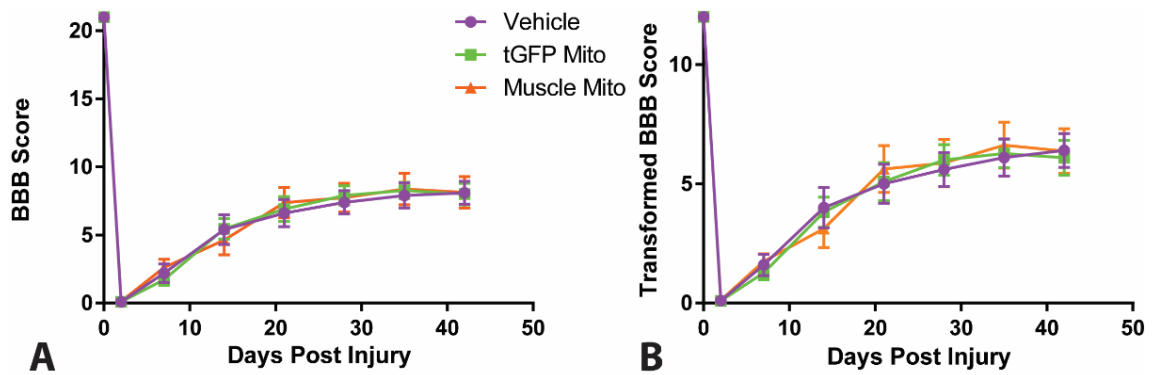 BBB Score
20
15
10
5
0
0 10 20 30 40 50
Days Post Injury
A
Vehicle
tGFP Mito
Muscle Mito
Transformed BBB Score
10
5
0
0 10 20 30 40 50
Days Post Injury
B